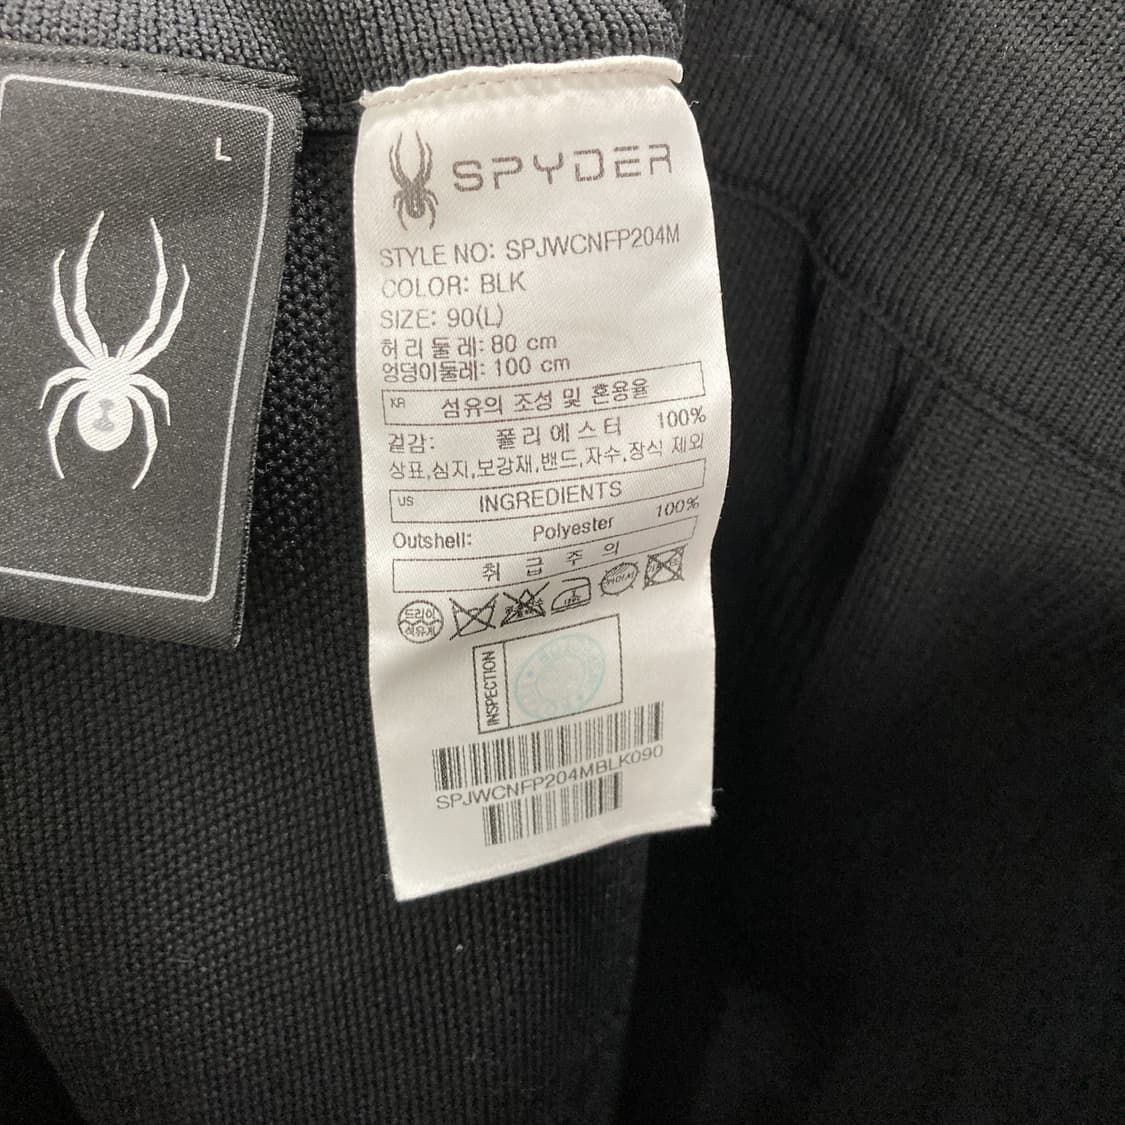 L
SPYDER
STYLE NO: SPJWCNFP204M
COLOR: BLK
SIZE: 90(L)
허리둘레: 80 cm
엉덩이둘레: 100 cm
KR 섬유의 조성 및 혼용율
겉감: 폴리에스터 100%
상표,심지,보강재,밴드,자수,장식 제외
US INGREDIENTS
Outshell: Polyester 100%
취급주의
드라이
석유계
INSPECTION
SPJWCNFP204MBLK090